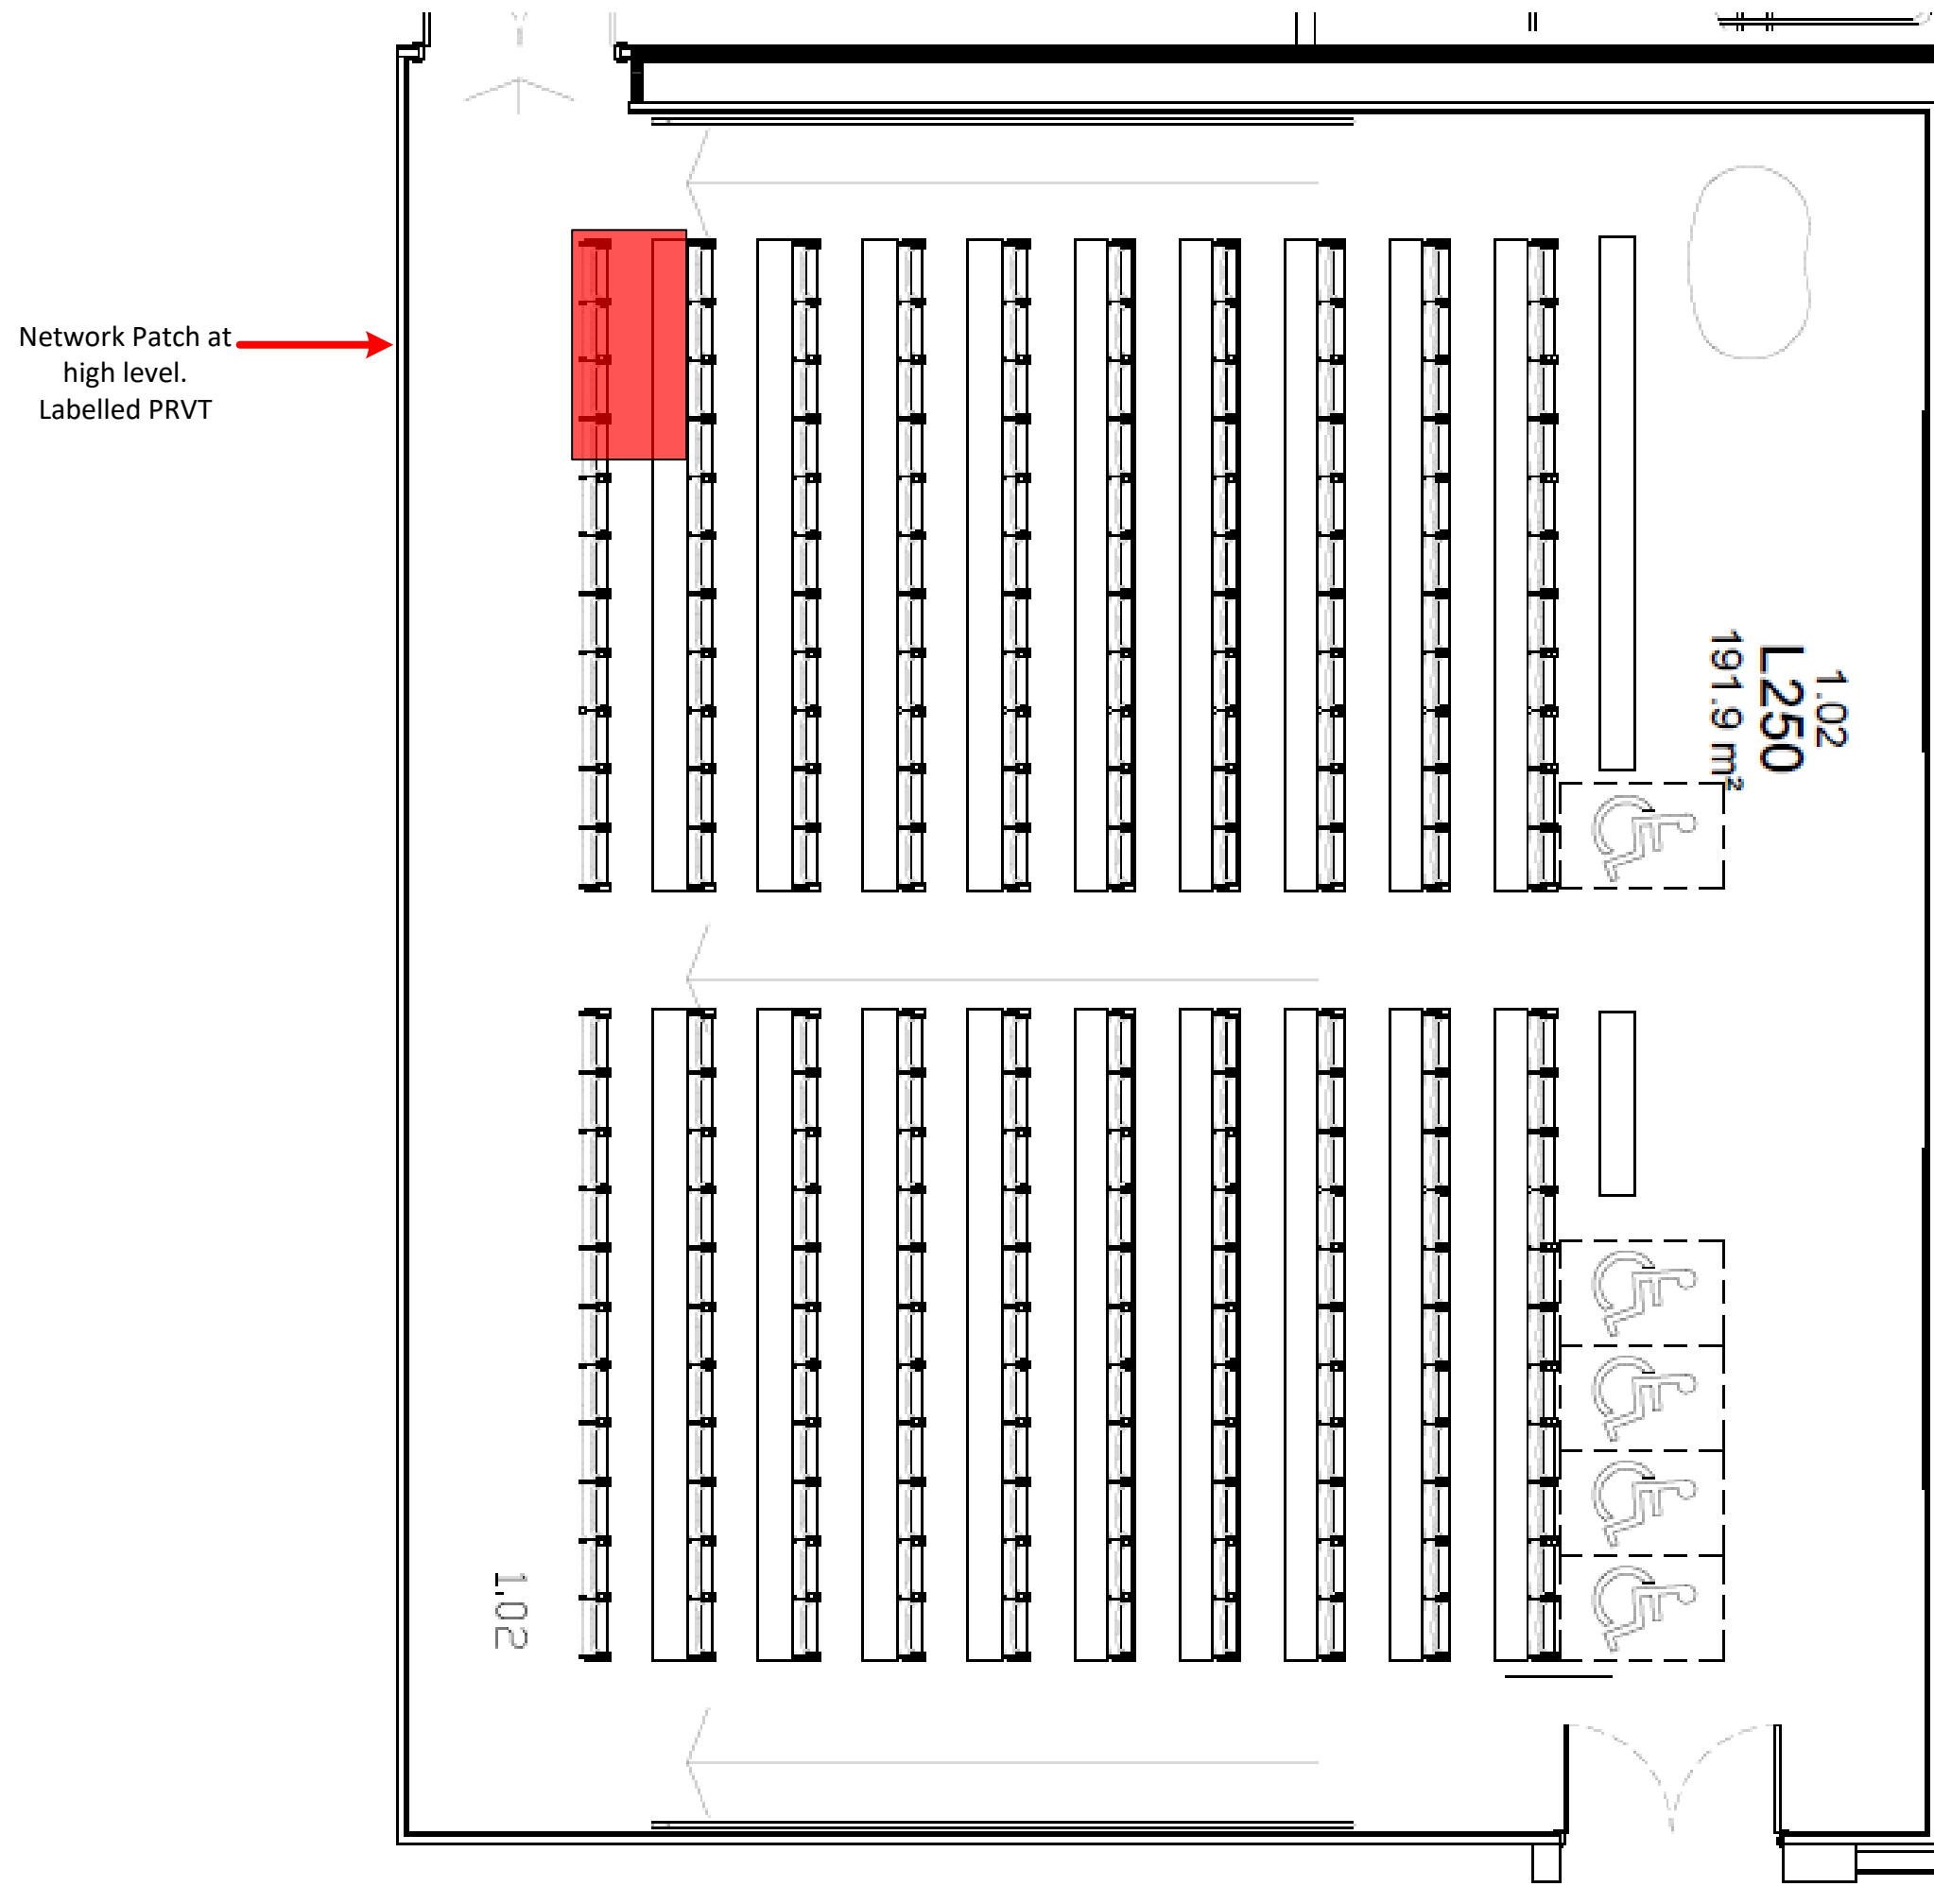 Network Patch at
high level.
Labelled PRVT
1.02
L250
191.9 m²
1.02